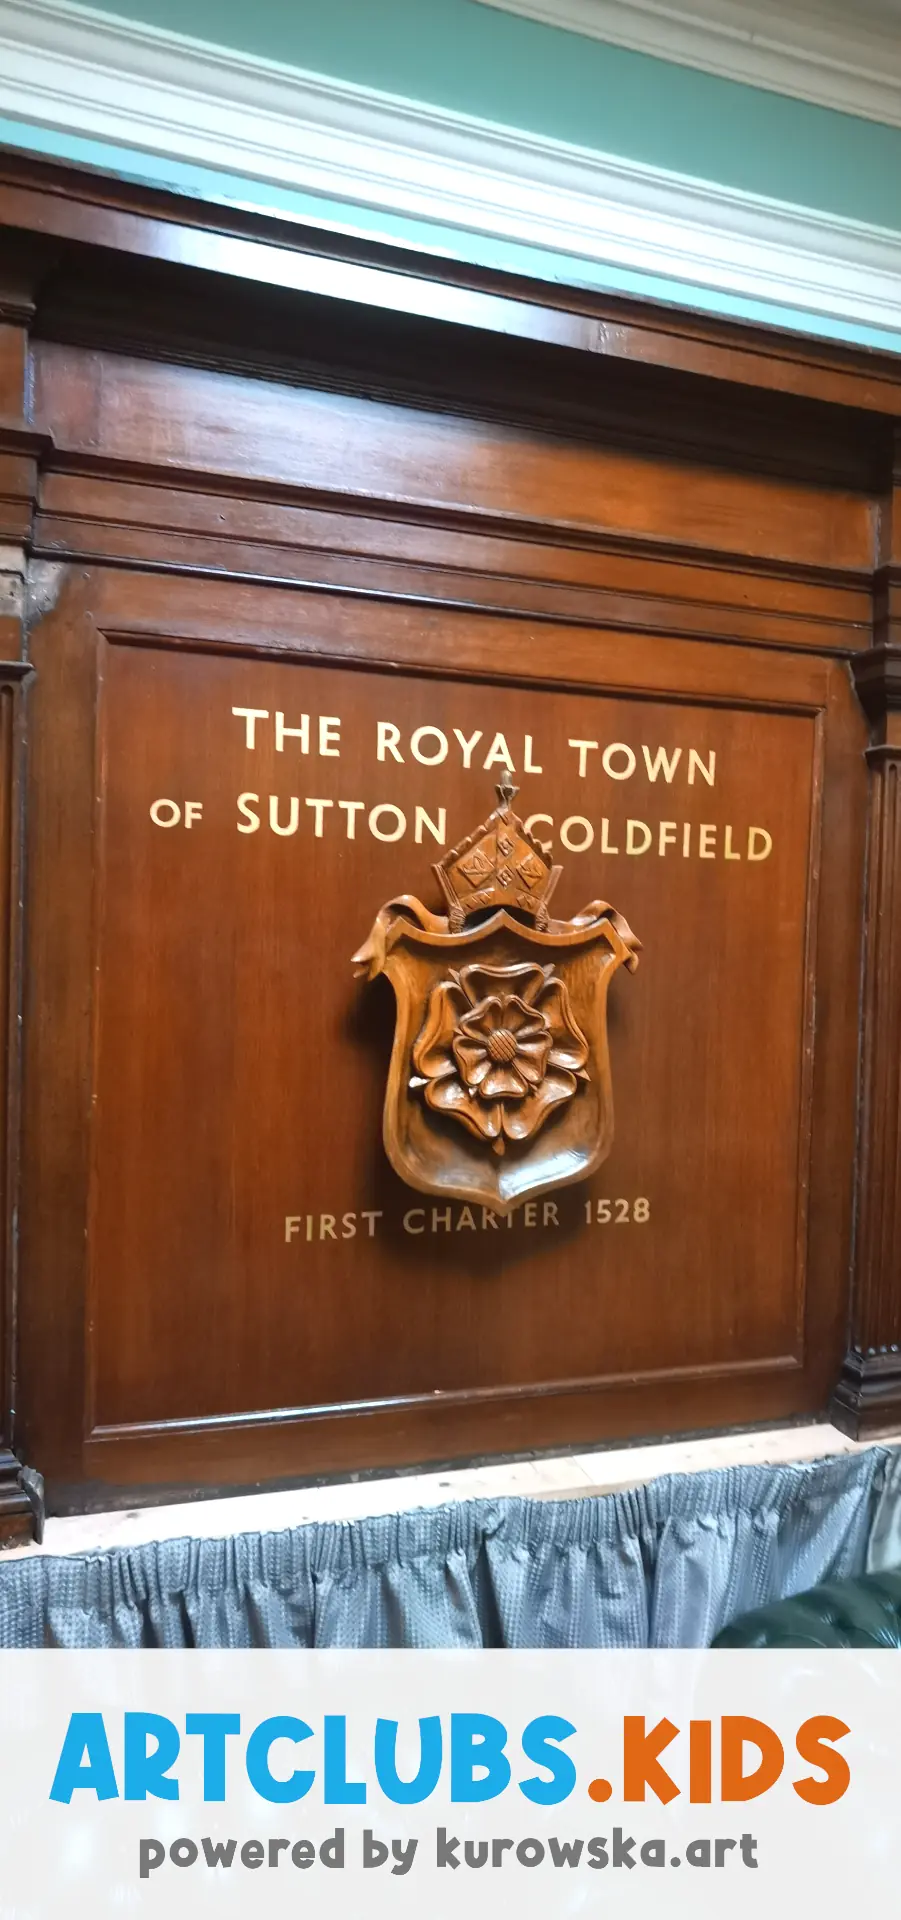 THE ROYAL TOWN
OF SUTTON COLDFIELD
FIRST CHARTER 1528
ARTCLUBS.KIDS
powered by kurowska.art